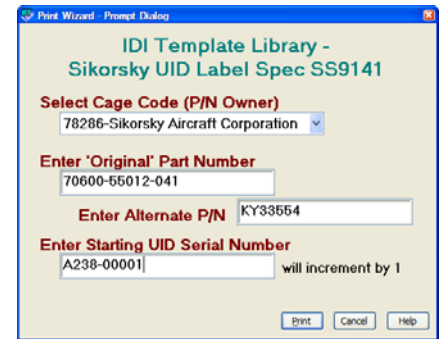 Print Wizard - Prompt Dialog
IDI Template Library -
Sikorsky UID Label Spec SS9141
Select Cage Code (P/N Owner)
78286-Sikorsky Aircraft Corporation
Enter 'Original' Part Number
70600-55012-041
Enter Alternate P/N KY33554
Enter Starting UID Serial Number
A238-00001 will increment by 1
Print Cancel Help